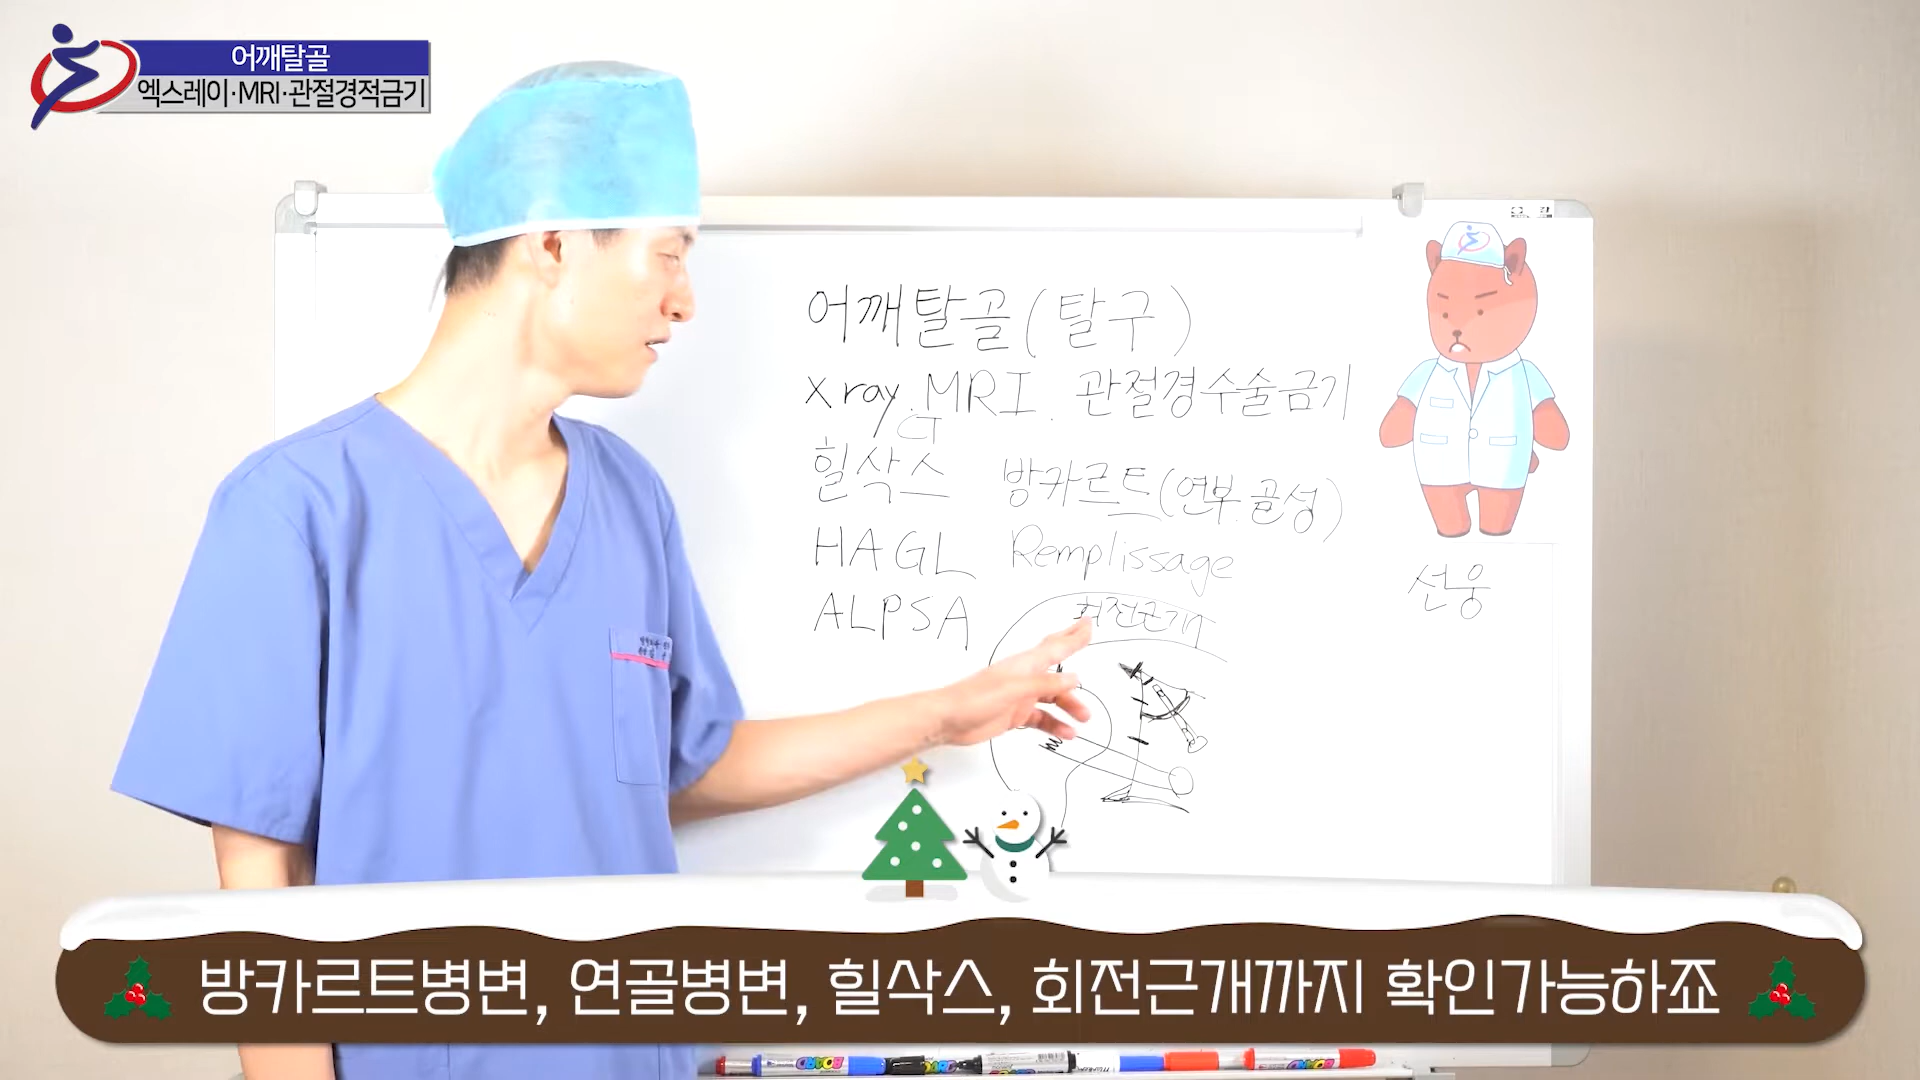 어깨탈골
엑스레이·MRI·관절경적금기
어깨탈골(탈구)
X ray. MRI. 관절경수술금기
CT
힐삭스 방카르트(연부.골성)
HAGL Remplissage
ALPSA 회전근개
선웅
방카르트병변, 연골병변, 힐삭스, 회전근개까지 확인가능하죠
BOARD